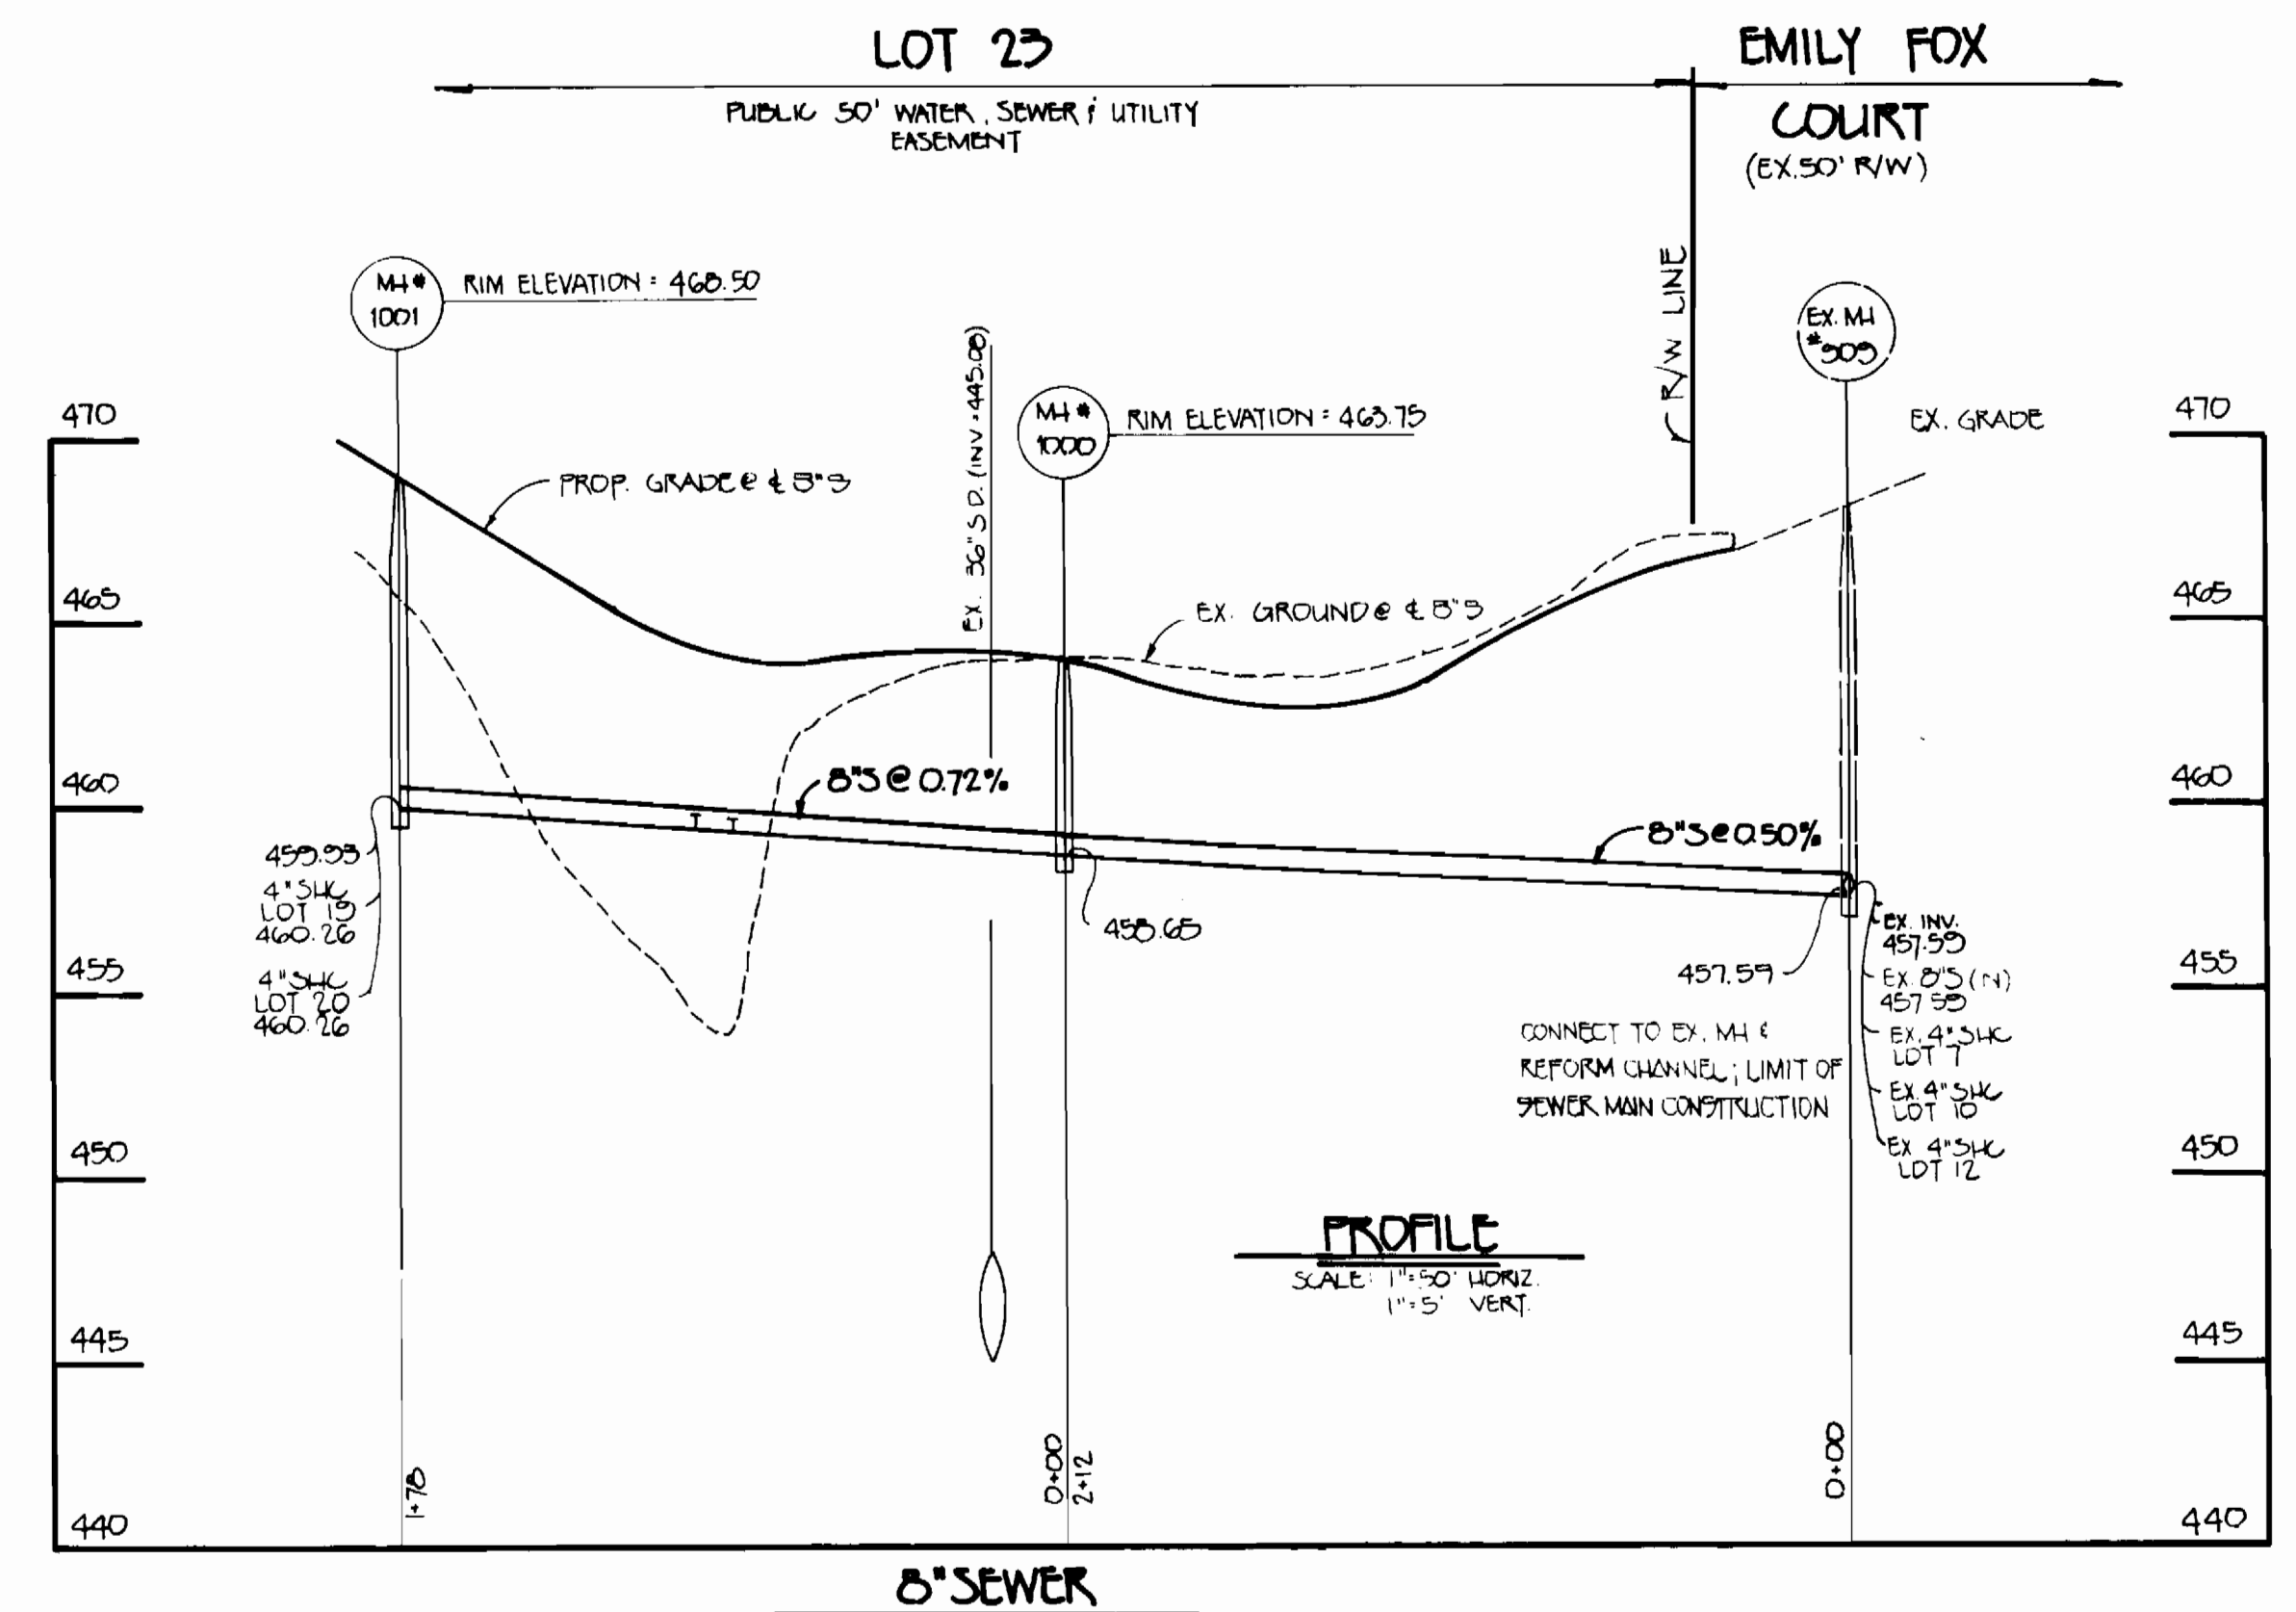 LOT 23
PUBLIC 50' WATER, SEWER & UTILITY
EASEMENT
EMILY FOX
COURT
(EX. 50' R/W)
R/W LINE
MH #
1001
RIM ELEVATION = 468.50
EX. 36" S.D. (INV = 445.08)
MH #
1000
RIM ELEVATION = 463.75
EX. MH
#909
EX. GRADE
470
470
PROP. GRADE @ ℄ 8"S
465
465
EX. GROUND @ ℄ 8"S
460
460
8"S @ 0.72%
8"S @ 0.50%
459.93
4" SHC
LOT 19
460.26
4" SHC
LOT 20
460.26
458.65
457.59
EX. INV.
457.59
EX. 8"S (N)
457.59
EX. 4" SHC
LOT 7
EX. 4" SHC
LOT 10
EX. 4" SHC
LOT 12
455
455
CONNECT TO EX. MH &
REFORM CHANNEL; LIMIT OF
SEWER MAIN CONSTRUCTION
450
450
PROFILE
SCALE: 1"=50' HORIZ.
1"=5' VERT.
445
445
1+78
0+00
2+12
0+00
440
440
8" SEWER